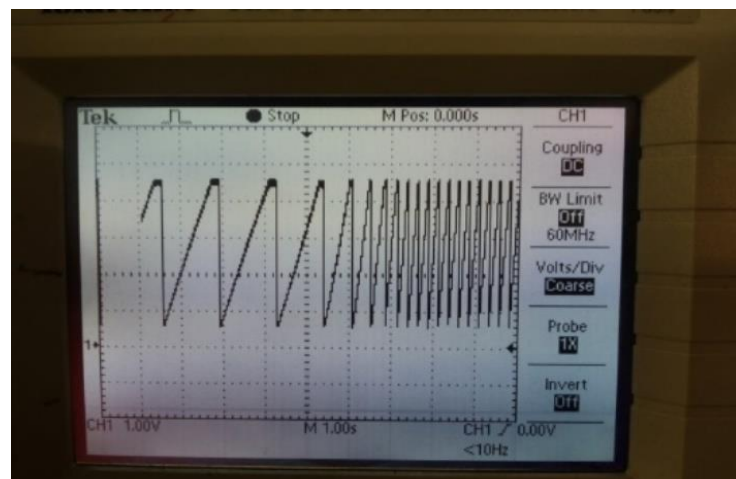 Tek Stop M Pos: 0.000s CH1
Coupling
DC
BW Limit
Off
60MHz
Volts/Div
Coarse
Probe
1X
Invert
Off
1
CH1 1.00V M 1.00s CH1 0.00V
<10Hz